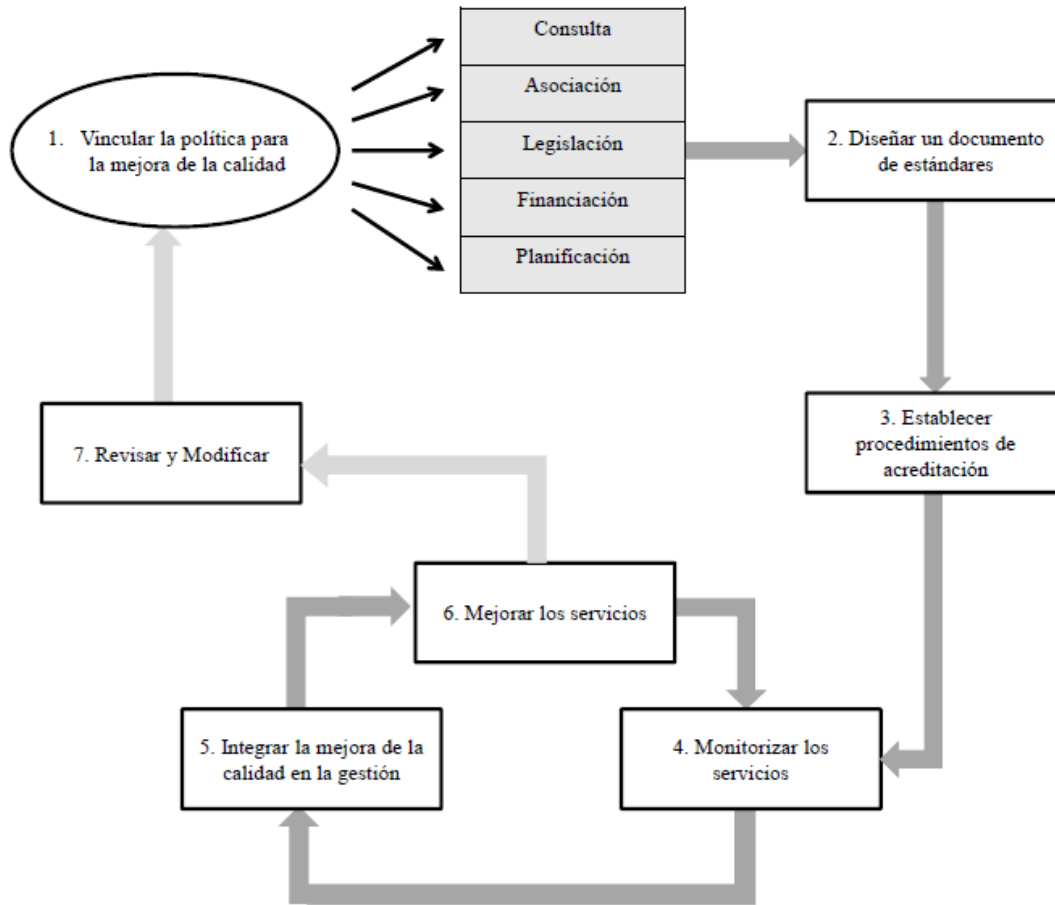 Consulta
Asociación
Legislación
Financiación
Planificación
1. Vincular la política para
la mejora de la calidad
2. Diseñar un documento
de estándares
3. Establecer
procedimientos de
acreditación
7. Revisar y Modificar
6. Mejorar los servicios
5. Integrar la mejora de la
calidad en la gestión
4. Monitorizar los
servicios